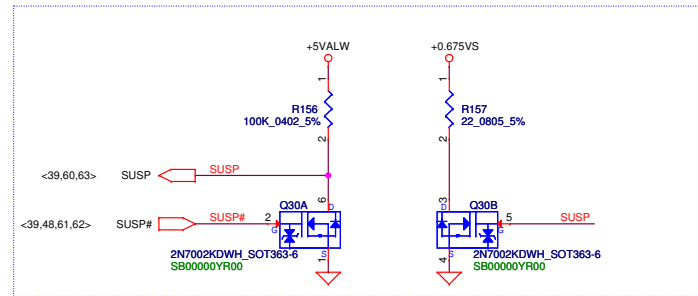 +5VALW
+0.675VS
1
1
R156
100K_0402_5%
R157
22_0805_5%
2
2
<39,60,63>
SUSP
SUSP
6
3
Q30A
D
D
Q30B
<39,48,61,62>
SUSP#
SUSP#
2
G
5
G
SUSP
S
S
2N7002KDWH_SOT363-6
SB00000YR00
1
4
2N7002KDWH_SOT363-6
SB00000YR00